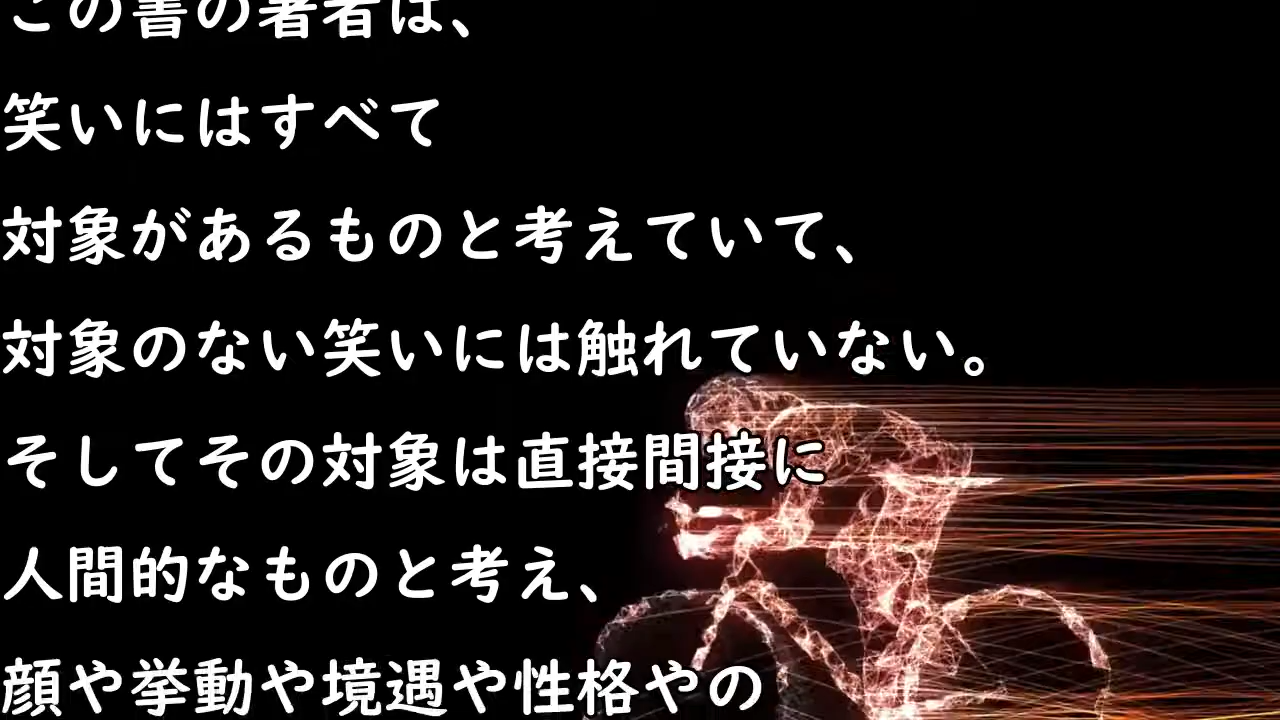 この書の著者は、
笑いにはすべて
対象があるものと考えていて、
対象のない笑いには触れていない。
そしてその対象は直接間接に
人間的なものと考え、
顔や挙動や境遇や性格やの